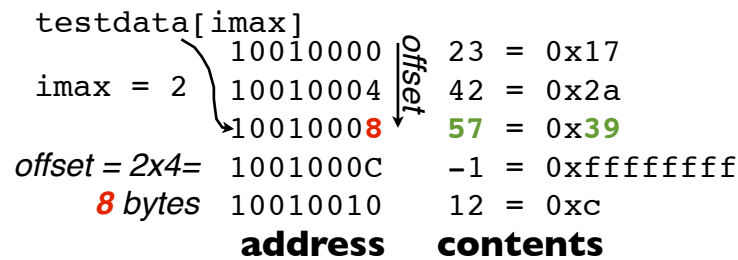 testdata[imax]
10010000 offset 23 = 0x17
imax = 2 10010004 42 = 0x2a
10010008 57 = 0x39
offset = 2x4= 1001000C -1 = 0xffffffff
8 bytes 10010010 12 = 0xc
address contents